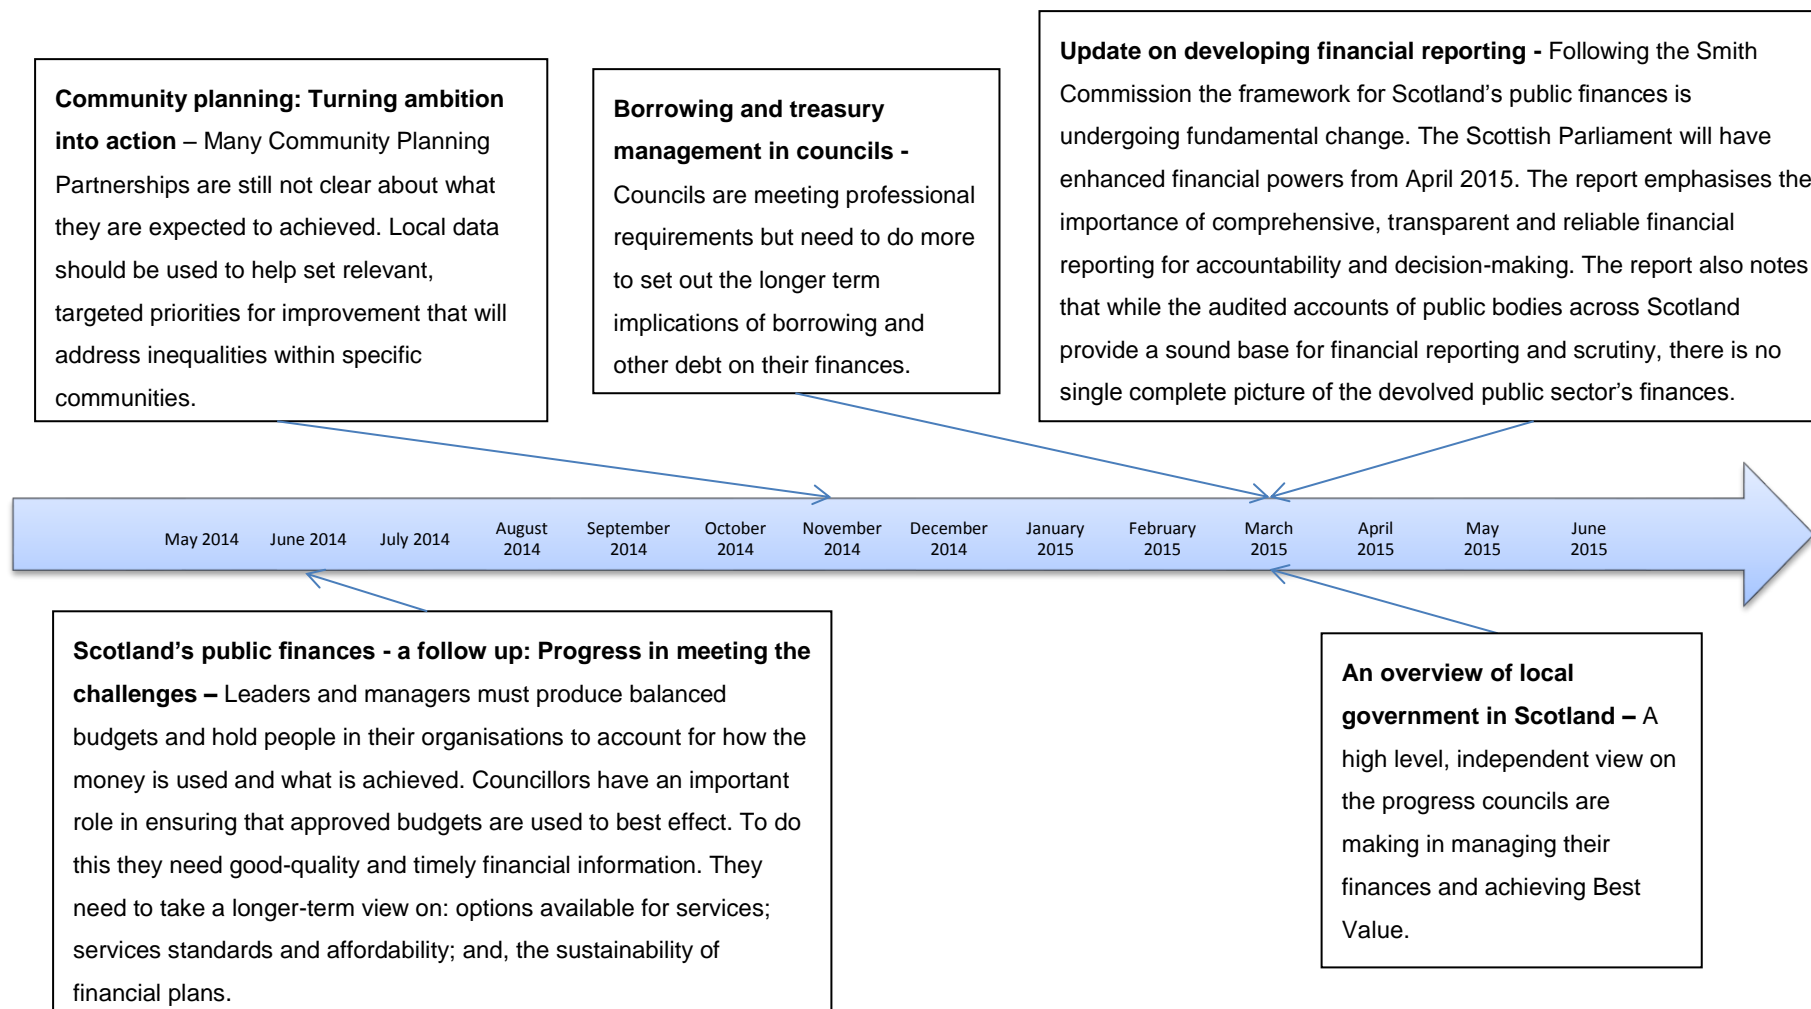 Community planning: Turning ambition
into action – Many Community Planning
Partnerships are still not clear about what
they are expected to achieved. Local data
should be used to help set relevant,
targeted priorities for improvement that will
address inequalities within specific
communities.
Borrowing and treasury
management in councils -
Councils are meeting professional
requirements but need to do more
to set out the longer term
implications of borrowing and
other debt on their finances.
Update on developing financial reporting - Following the Smith
Commission the framework for Scotland’s public finances is
undergoing fundamental change. The Scottish Parliament will have
enhanced financial powers from April 2015. The report emphasises the
importance of comprehensive, transparent and reliable financial
reporting for accountability and decision-making. The report also notes
that while the audited accounts of public bodies across Scotland
provide a sound base for financial reporting and scrutiny, there is no
single complete picture of the devolved public sector’s finances.
May 2014
June 2014
July 2014
August
2014
September
2014
October
2014
November
2014
December
2014
January
2015
February
2015
March
2015
April
2015
May
2015
June
2015
Scotland’s public finances - a follow up: Progress in meeting the
challenges – Leaders and managers must produce balanced
budgets and hold people in their organisations to account for how the
money is used and what is achieved. Councillors have an important
role in ensuring that approved budgets are used to best effect. To do
this they need good-quality and timely financial information. They
need to take a longer-term view on: options available for services;
services standards and affordability; and, the sustainability of
financial plans.
An overview of local
government in Scotland – A
high level, independent view on
the progress councils are
making in managing their
finances and achieving Best
Value.